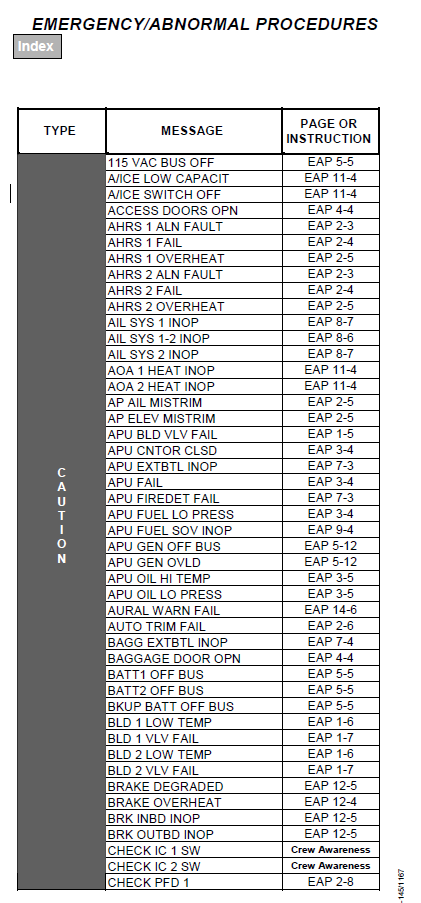 EMERGENCY/ABNORMAL PROCEDURES
Index
TYPE MESSAGE PAGE OR INSTRUCTION
CAUTION
115 VAC BUS OFF EAP 5-5
A/ICE LOW CAPACIT EAP 11-4
A/ICE SWITCH OFF EAP 11-4
ACCESS DOORS OPN EAP 4-4
AHRS 1 ALN FAULT EAP 2-3
AHRS 1 FAIL EAP 2-4
AHRS 1 OVERHEAT EAP 2-5
AHRS 2 ALN FAULT EAP 2-3
AHRS 2 FAIL EAP 2-4
AHRS 2 OVERHEAT EAP 2-5
AIL SYS 1 INOP EAP 8-7
AIL SYS 1-2 INOP EAP 8-6
AIL SYS 2 INOP EAP 8-7
AOA 1 HEAT INOP EAP 11-4
AOA 2 HEAT INOP EAP 11-4
AP AIL MISTRIM EAP 2-5
AP ELEV MISTRIM EAP 2-5
APU BLD VLV FAIL EAP 1-5
APU CNTOR CLSD EAP 3-4
APU EXTBTL INOP EAP 7-3
APU FAIL EAP 3-4
APU FIREDET FAIL EAP 7-3
APU FUEL LO PRESS EAP 3-4
APU FUEL SOV INOP EAP 9-4
APU GEN OFF BUS EAP 5-12
APU GEN OVLD EAP 5-12
APU OIL HI TEMP EAP 3-5
APU OIL LO PRESS EAP 3-5
AURAL WARN FAIL EAP 14-6
AUTO TRIM FAIL EAP 2-6
BAGG EXTBTL INOP EAP 7-4
BAGGAGE DOOR OPN EAP 4-4
BATT1 OFF BUS EAP 5-5
BATT2 OFF BUS EAP 5-5
BKUP BATT OFF BUS EAP 5-5
BLD 1 LOW TEMP EAP 1-6
BLD 1 VLV FAIL EAP 1-7
BLD 2 LOW TEMP EAP 1-6
BLD 2 VLV FAIL EAP 1-7
BRAKE DEGRADED EAP 12-5
BRAKE OVERHEAT EAP 12-4
BRK INBD INOP EAP 12-5
BRK OUTBD INOP EAP 12-5
CHECK IC 1 SW Crew Awareness
CHECK IC 2 SW Crew Awareness
CHECK PFD 1 EAP 2-8
-145/1167